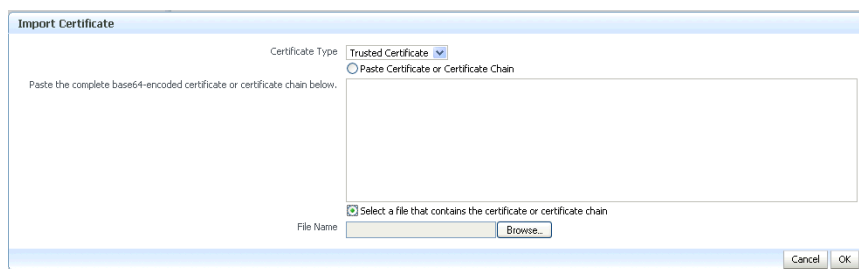 Import Certificate
Certificate Type Trusted Certificate
Paste Certificate or Certificate Chain
Paste the complete base64-encoded certificate or certificate chain below.
Select a file that contains the certificate or certificate chain
File Name Browse...
Cancel OK